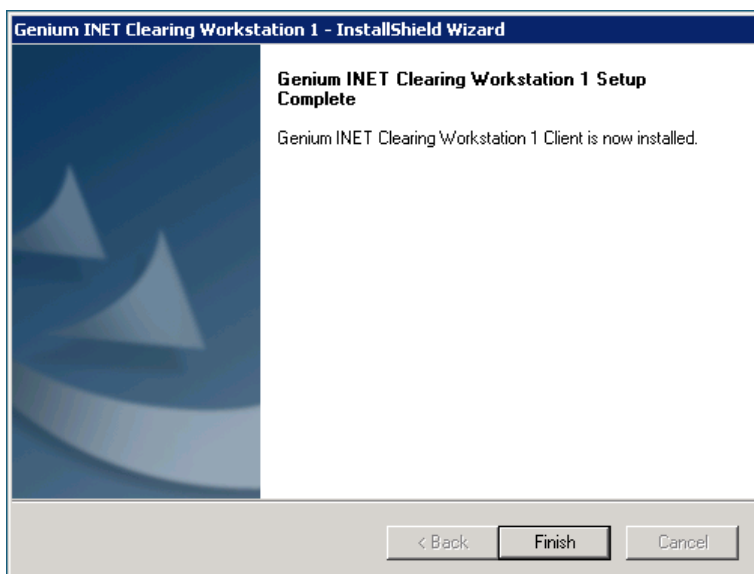 Genium INET Clearing Workstation 1 - InstallShield Wizard
Genium INET Clearing Workstation 1 Setup
Complete
Genium INET Clearing Workstation 1 Client is now installed.
< Back
Finish
Cancel